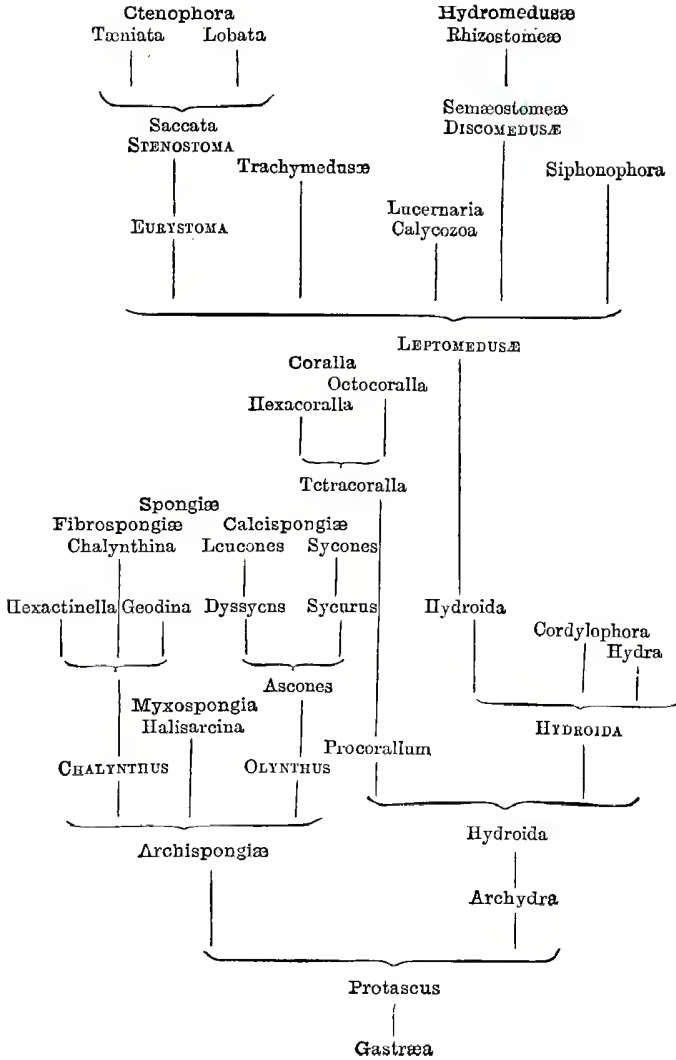 Ctenophora Hydromedusæ
Tæniata Lobata Rhizostomeæ
Semæostomeæ
Saccata DISCOMEDUSÆ
STENOSTOMA
Trachymedusæ Siphonophora
Lucernaria
EURYSTOMA Calycozoa
LEPTOMEDUSÆ
Coralla
Octocoralla
Hexacoralla
Tetracoralla
Spongiæ
Fibrospongiæ Calcispongiæ
Chalynthina Leucones Sycones
Hexactinella Geodina Dyssycus Sycurus Hydroida
Cordylophora
Hydra
Ascones
Myxospongia
Halisarcina HYDROIDA
Procorallum
CHALYNTHUS OLYNTHUS
Hydroida
Archispongiæ
Archydra
Protascus
Gastræa